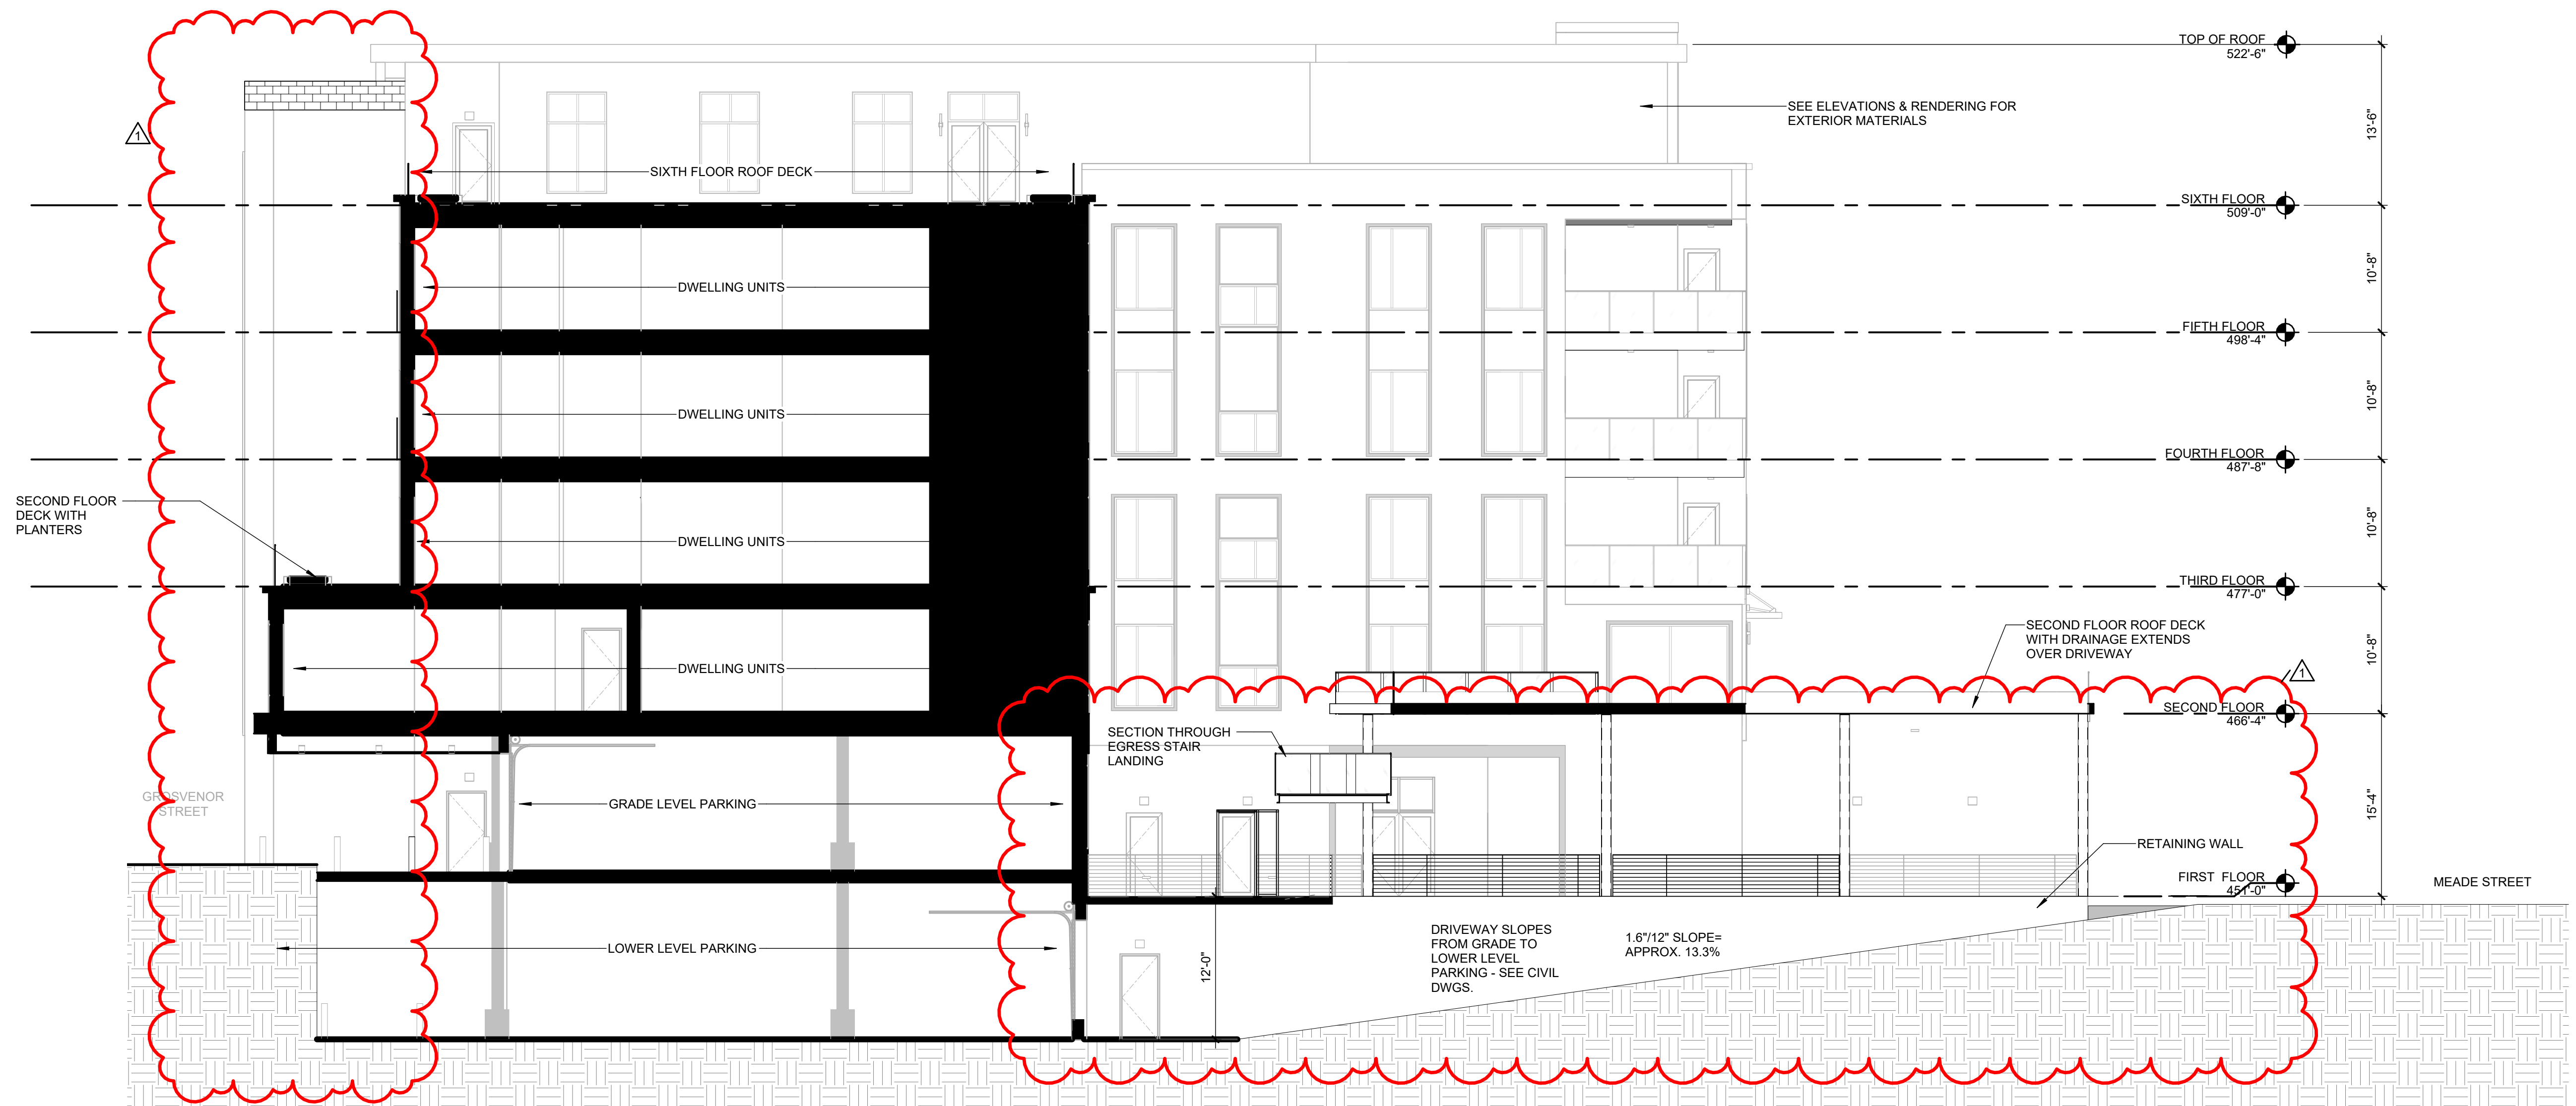 TOP OF ROOF
522'-6"
SEE ELEVATIONS & RENDERING FOR
EXTERIOR MATERIALS
13'-6"
1
SIXTH FLOOR ROOF DECK
SIXTH FLOOR
509'-0"
10'-8"
DWELLING UNITS
FIFTH FLOOR
498'-4"
10'-8"
DWELLING UNITS
FOURTH FLOOR
487'-8"
SECOND FLOOR
DECK WITH
PLANTERS
10'-8"
DWELLING UNITS
THIRD FLOOR
477'-0"
SECOND FLOOR ROOF DECK
WITH DRAINAGE EXTENDS
OVER DRIVEWAY
10'-8"
DWELLING UNITS
1
SECOND FLOOR
466'-4"
SECTION THROUGH
EGRESS STAIR
LANDING
GROSVENOR
STREET
GRADE LEVEL PARKING
15'-4"
RETAINING WALL
FIRST FLOOR
451'-0"
MEADE STREET
LOWER LEVEL PARKING
12'-0"
DRIVEWAY SLOPES
FROM GRADE TO
LOWER LEVEL
PARKING - SEE CIVIL
DWGS.
1.6"/12" SLOPE=
APPROX. 13.3%